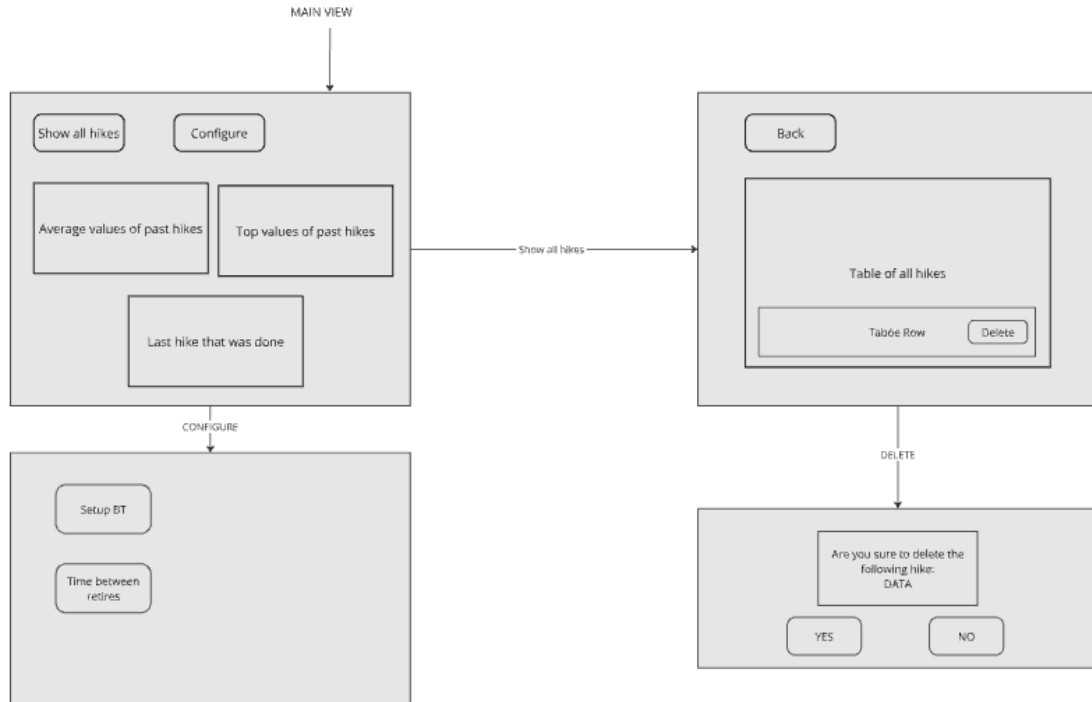 MAIN VIEW
Show all hikes
Configure
Average values of past hikes
Top values of past hikes
Last hike that was done
Show all hikes
Back
Table of all hikes
Taboe Row
Delete
CONFIGURE
Setup BT
Time between
retires
DELETE
Are you sure to delete the
following hike:
DATA
YES
NO